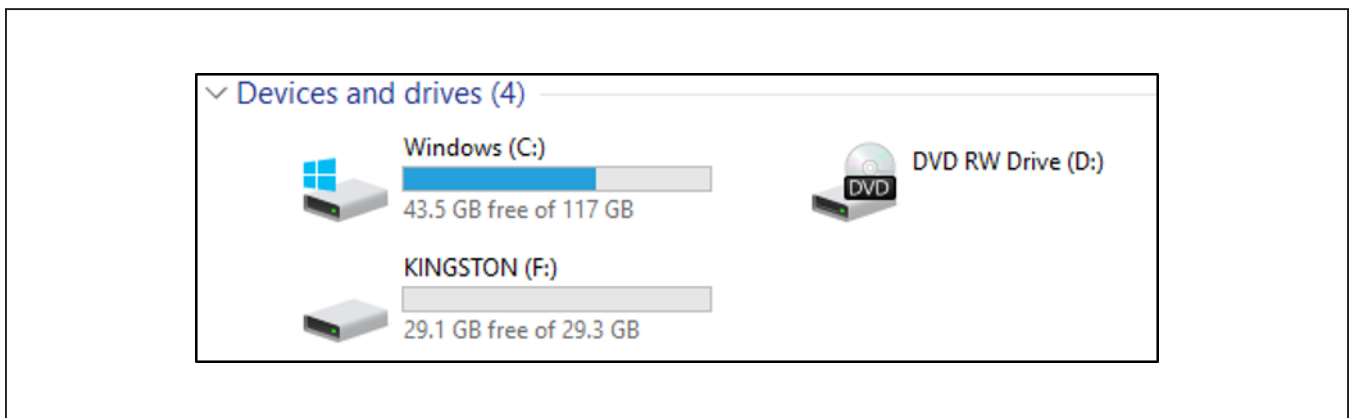 Devices and drives (4)
Windows (C:)
43.5 GB free of 117 GB
DVD
DVD RW Drive (D:)
KINGSTON (F:)
29.1 GB free of 29.3 GB